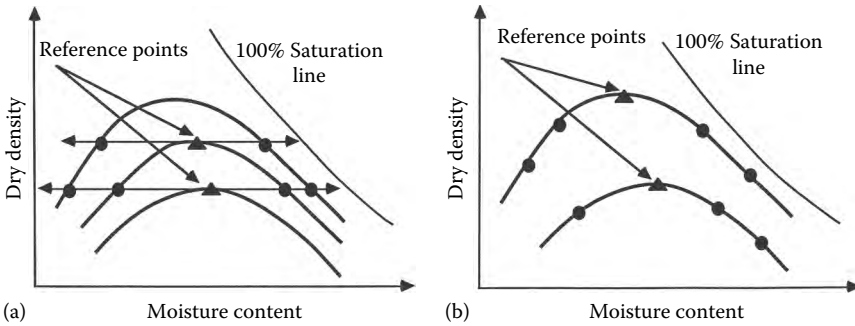 Reference points
100% Saturation
line
Dry density
(a)
Moisture content
Reference points
100% Saturation
line
Dry density
(b)
Moisture content